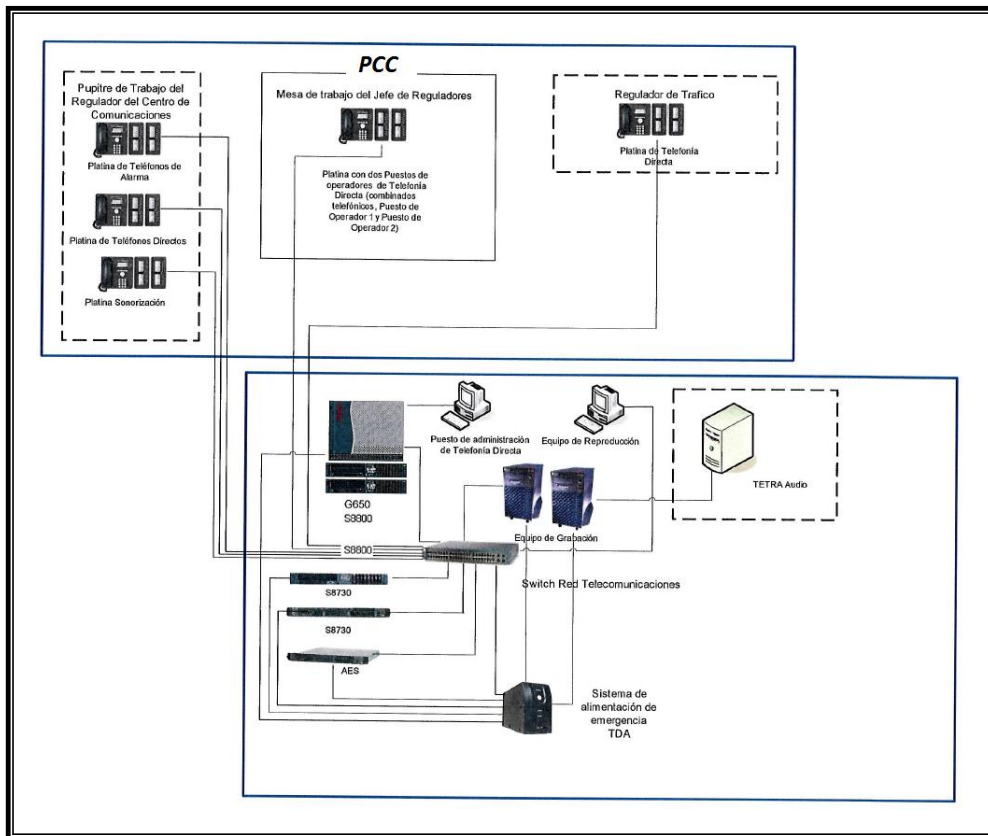 PCC
Pupitre de Trabajo del
Regulador del Centro de
Comunicaciones
Platina de Teléfonos de
Alarma
Platina de Teléfonos Directos
Platina Sonorización
Mesa de trabajo del Jefe de Reguladores
Platina con dos Puestos de
operadores de Telefonía
Directa (combinados
telefónicos, Puesto de
Operador 1 y Puesto de
Operador 2)
Regulador de Trafico
Platina de Telefonía
Directa
Puesto de administración
de Telefonía Directa
Equipo de Reproducción
TETRA Audio
G650
S8800
Equipo de Grabación
S8800
Switch Red Telecomunicaciones
S8730
S8730
AES
Sistema de
alimentación de
emergencia
TDA